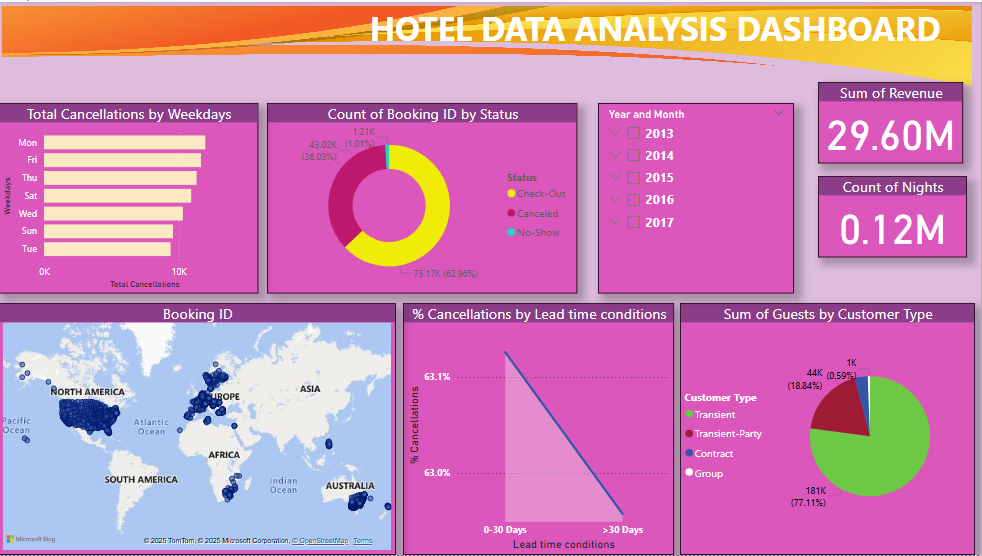 HOTEL DATA ANALYSIS DASHBOARD
Total Cancellations by Weekdays
Weekdays
Mon
Fri
Thu
Sat
Wed
Sun
Tue
0K
10K
Total Cancellations
Count of Booking ID by Status
1.21K
(1.01%)
43.02K
(36.03%)
75.17K (62.96%)
Status
Check-Out
Canceled
No-Show
Year and Month
2013
2014
2015
2016
2017
Sum of Revenue
29.60M
Count of Nights
0.12M
Booking ID
NORTH AMERICA
UROPE
ASIA
Pacific
Ocean
Atlantic
Ocean
AFRICA
SOUTH AMERICA
Indian
Ocean
AUSTRALIA
Microsoft Bing
© 2025 TomTom, © 2025 Microsoft Corporation, © OpenStreetMap Terms
% Cancellations by Lead time conditions
% Cancellations
63.1%
63.0%
0-30 Days
>30 Days
Lead time conditions
Sum of Guests by Customer Type
Customer Type
Transient
Transient-Party
Contract
Group
1K
(0.59%)
44K
(18.84%)
181K
(77.11%)